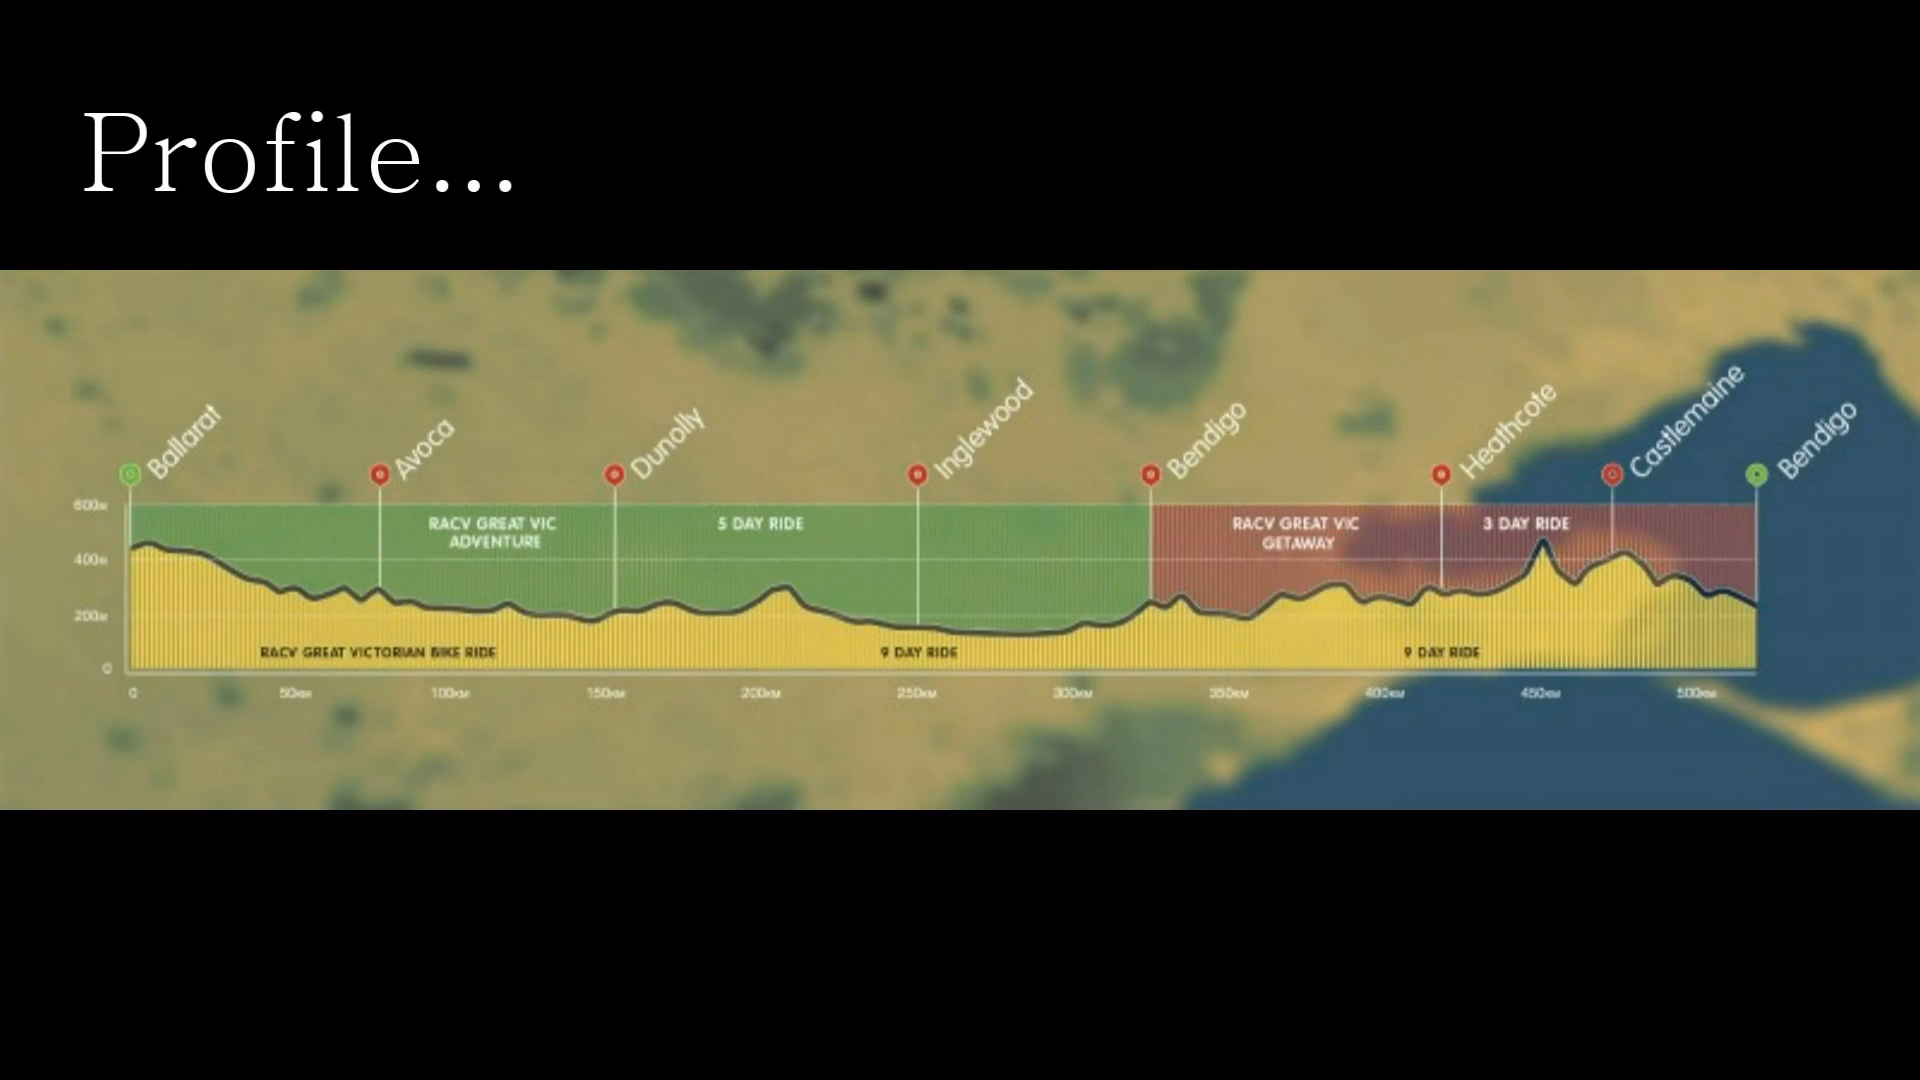 Profile...
Ballarat
Avoca
Dunolly
Inglewood
Bendigo
Heathcote
Castlemaine
Bendigo
600M
400M
200M
0
RACV GREAT VIC
ADVENTURE
5 DAY RIDE
RACV GREAT VIC
GETAWAY
3 DAY RIDE
RACV GREAT VICTORIAN BIKE RIDE
9 DAY RIDE
9 DAY RIDE
0 50KM 100KM 150KM 200KM 250KM 300KM 350KM 400KM 450KM 500KM